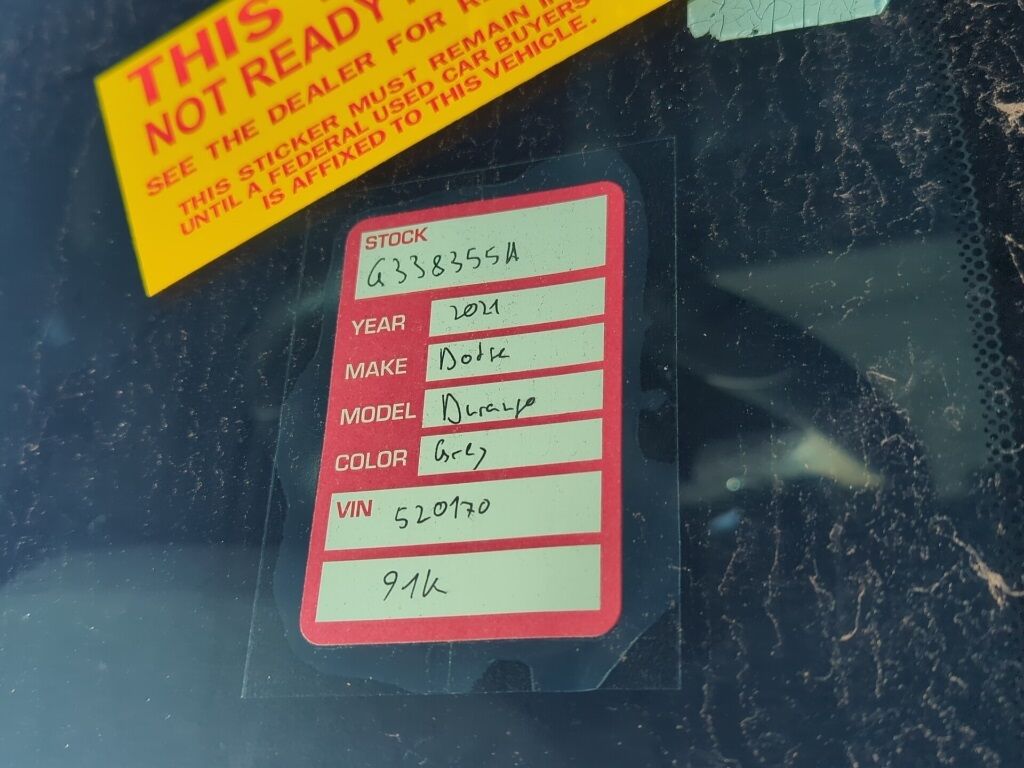 THIS
NOT READY
SEE THE DEALER FOR
THIS STICKER MUST REMAIN
UNTIL A FEDERAL USED CAR BUYERS
IS AFFIXED TO THIS VEHICLE.
STOCK
G338355A
YEAR 2021
MAKE Dodge
MODEL Durango
COLOR Grey
VIN 520170
91k